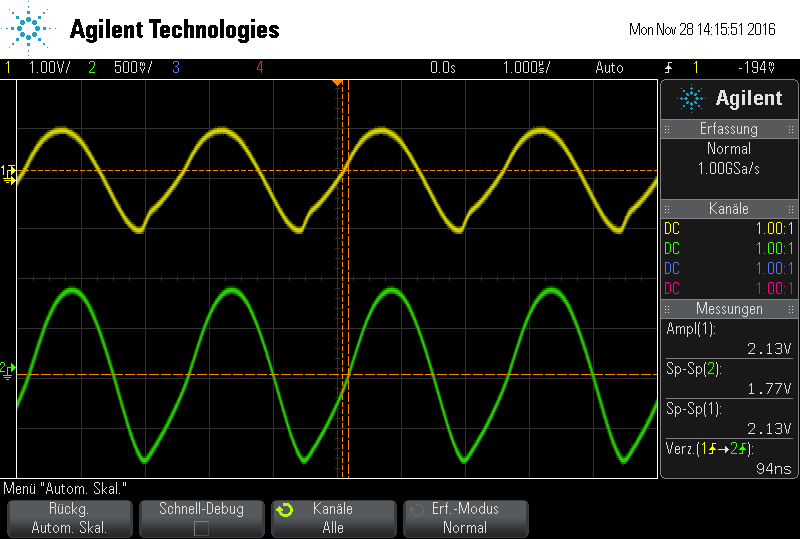 Agilent Technologies
Mon Nov 28 14:15:51 2016
1 1.00V/ 2 500mV/ 3 4 0.0s 1.000µs/ Auto 1 -194mV
Agilent
Erfassung
Normal
1.00GSa/s
Kanäle
DC 1.00:1
DC 1.00:1
DC 1.00:1
DC 1.00:1
Messungen
Ampl(1):
2.13V
Sp-Sp(2):
1.77V
Sp-Sp(1):
2.13V
Verz.(1→2):
94ns
1
2
Menü "Autom. Skal."
Rückg.
Autom. Skal.
Schnell-Debug
Kanäle
Alle
Erf.-Modus
Normal